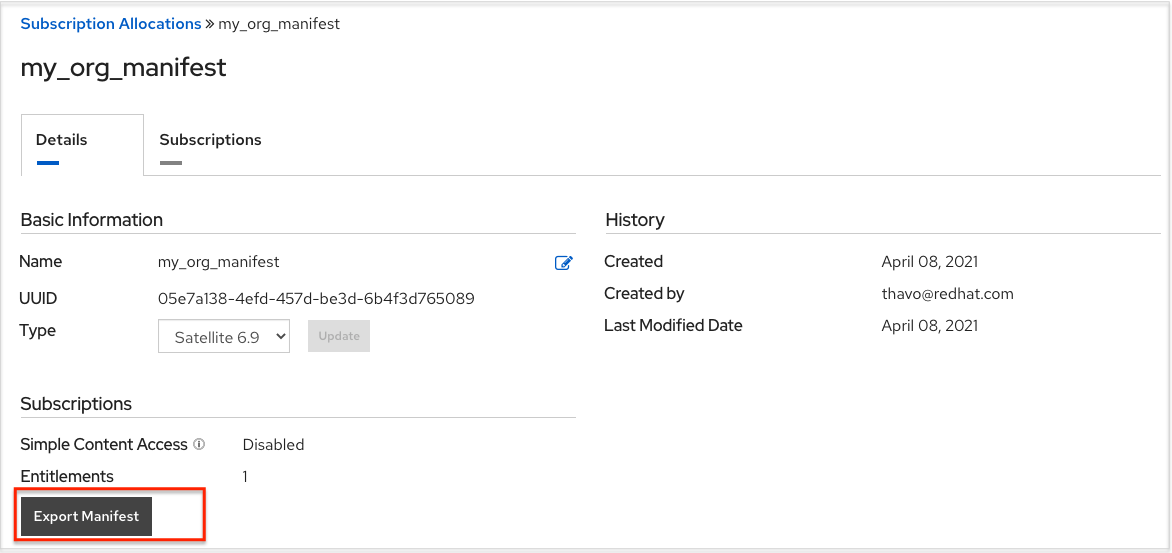 Subscription Allocations » my_org_manifest
my_org_manifest
Details
Subscriptions
Basic Information
Name my_org_manifest
UUID 05e7a138-4efd-457d-be3d-6b4f3d765089
Type Satellite 6.9 Update
Subscriptions
Simple Content Access Disabled
Entitlements 1
Export Manifest
History
Created April 08, 2021
Created by thavo@redhat.com
Last Modified Date April 08, 2021